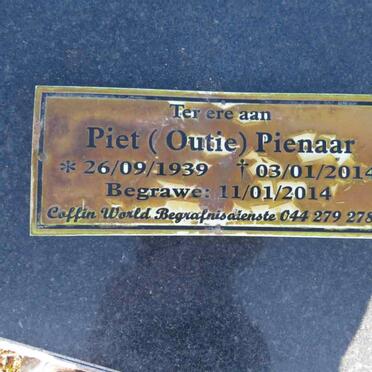 Ter ere aan
Piet ( Outie) Pienaar
* 26/09/1939 † 03/01/2014
Begrawe: 11/01/2014
Coffin World Begrafnisdienste 044 279 278